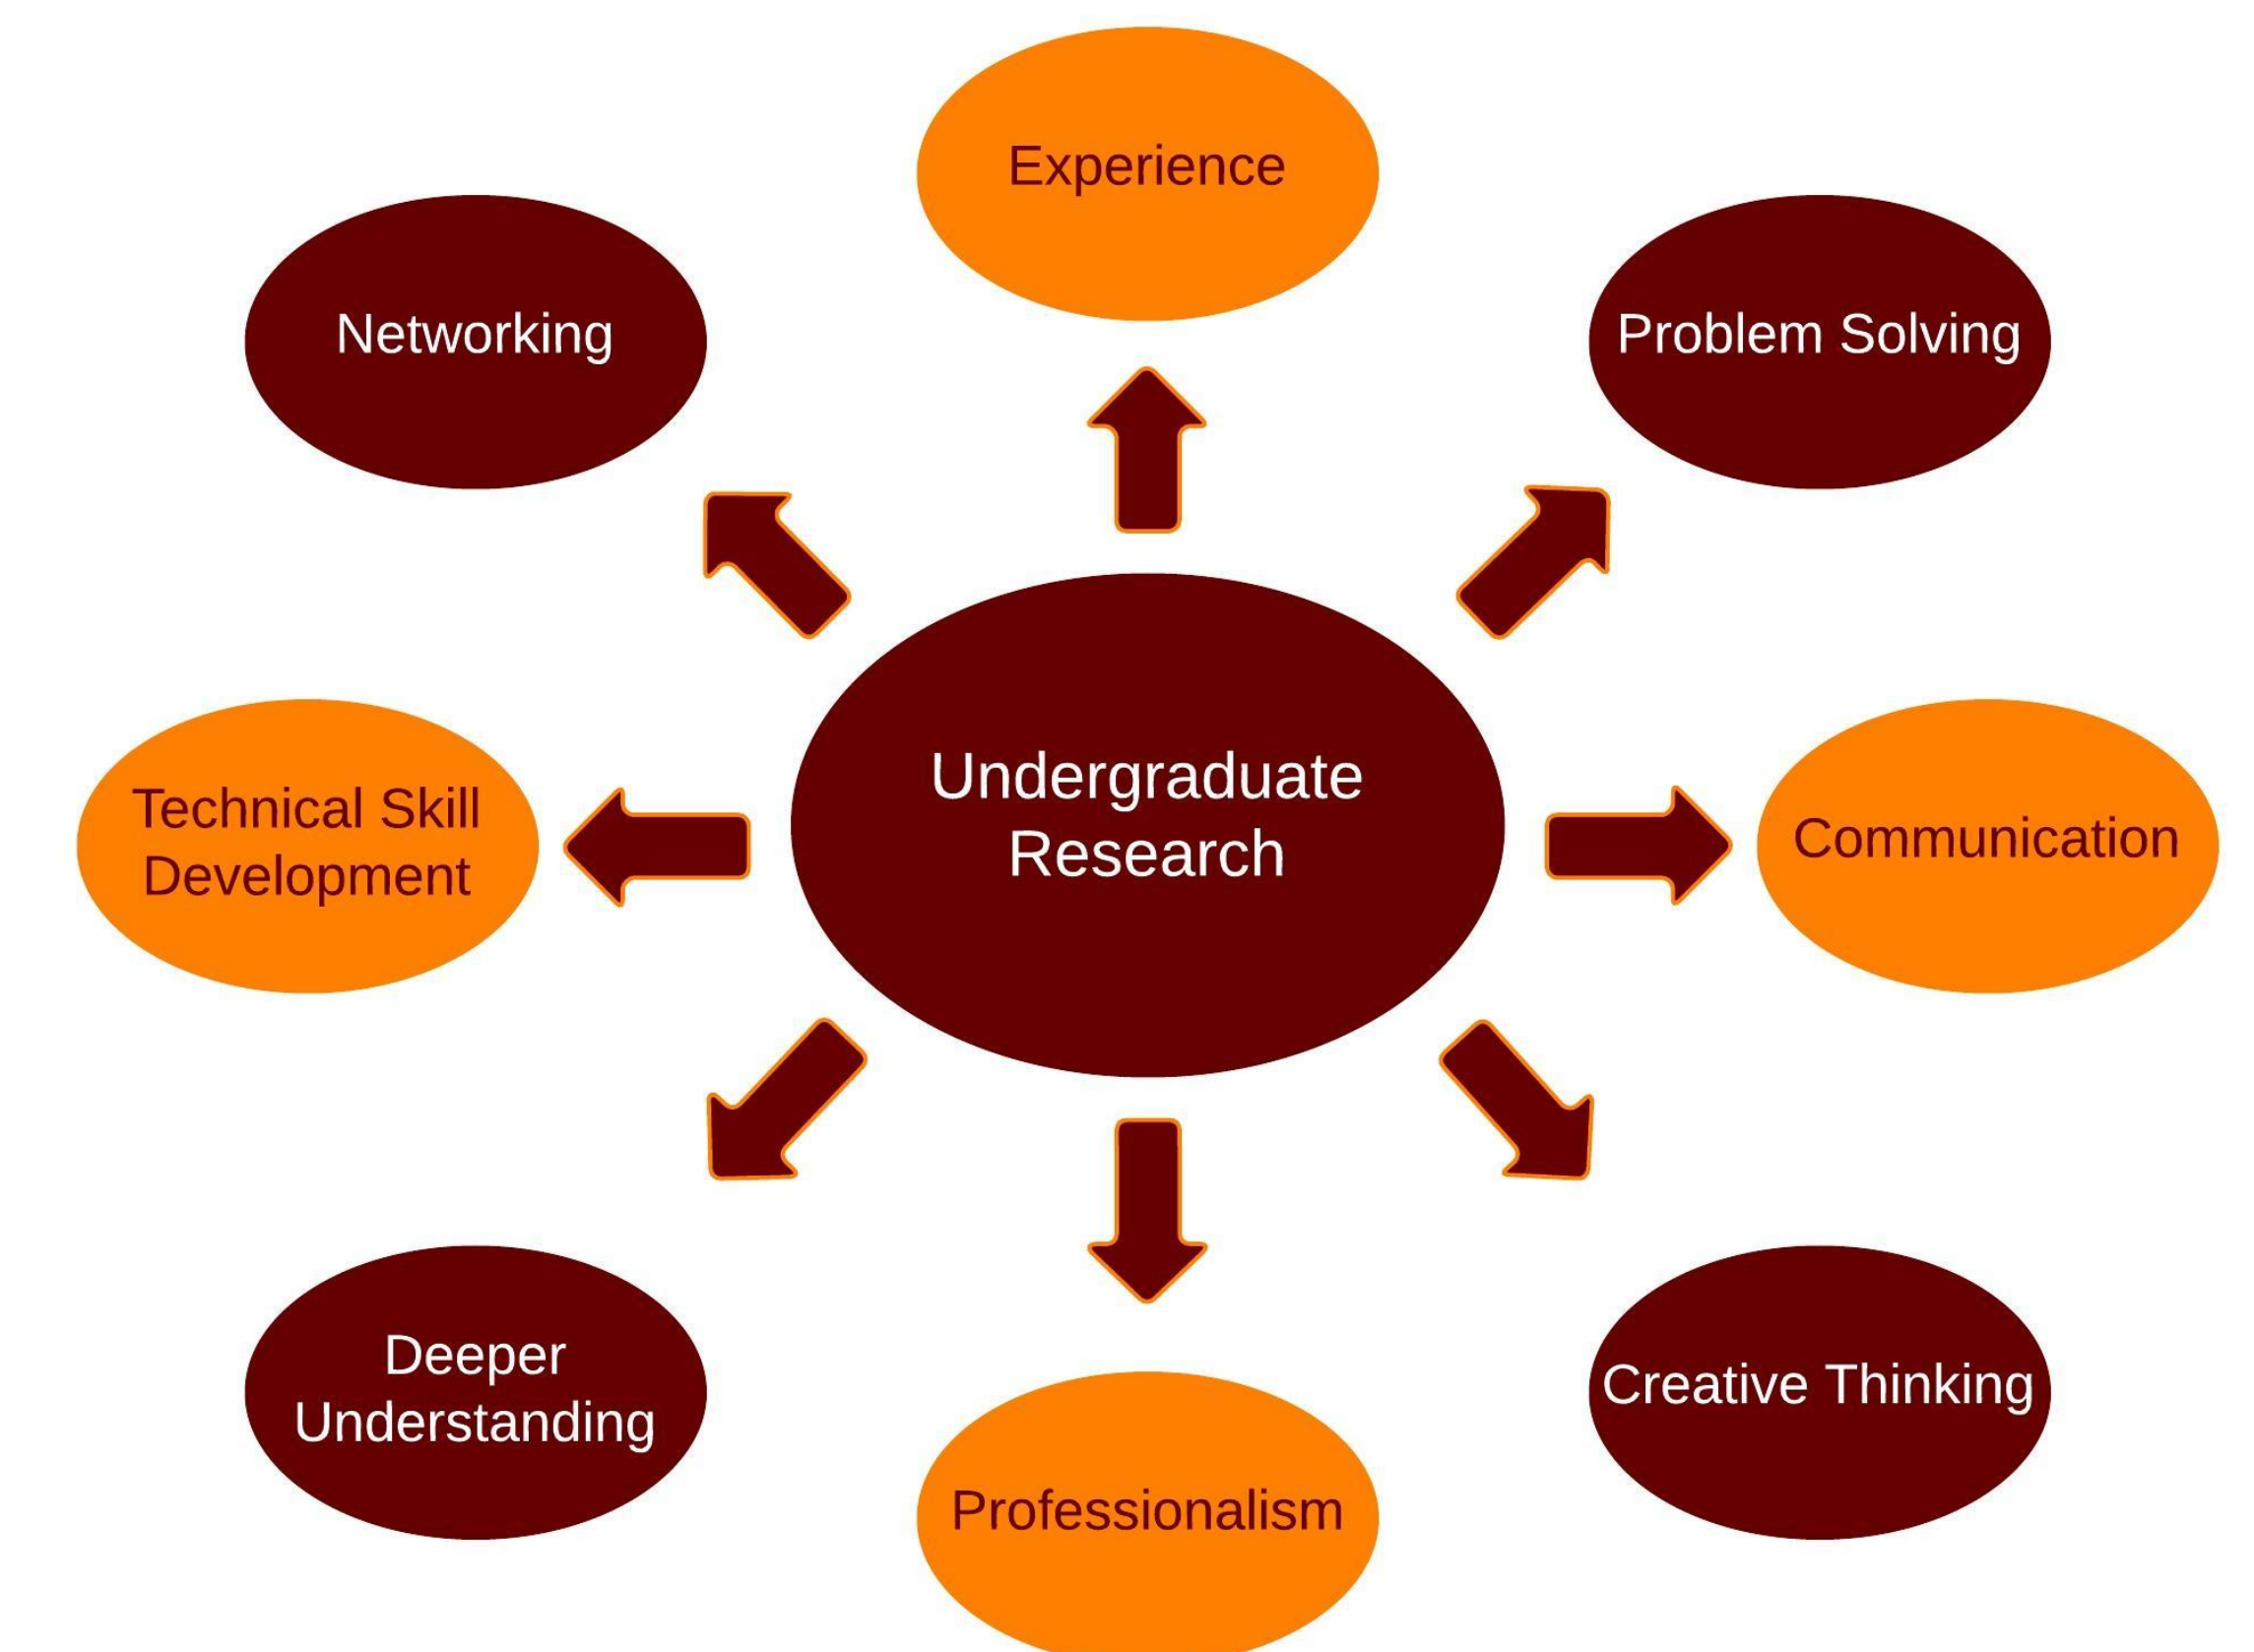 Experience
Networking
Problem Solving
Undergraduate
Research
Technical Skill
Development
Communication
Deeper
Understanding
Creative Thinking
Professionalism